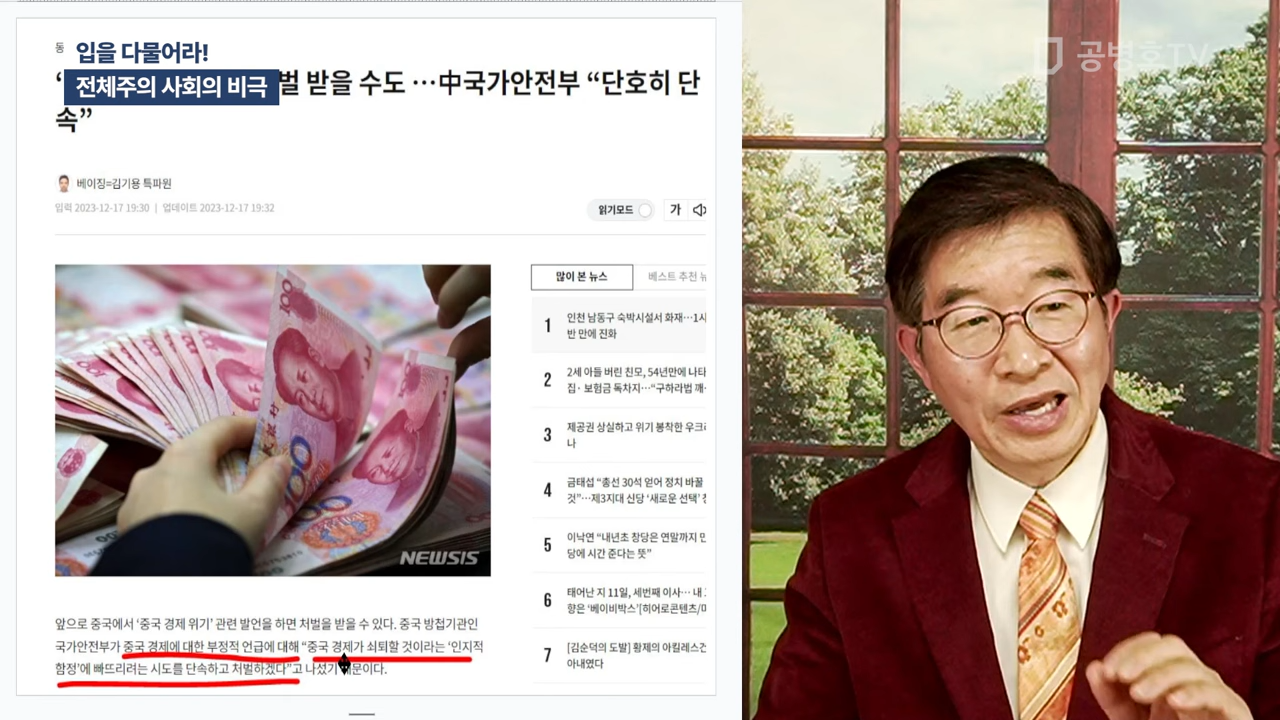 동
입을 다물어라!
전체주의 사회의 비극
‘
벌 받을 수도 …中국가안전부 “단호히 단
속”
베이징=김기용 특파원
입력 2023-12-17 19:30 | 업데이트 2023-12-17 19:32
읽기모드
가
많이 본 뉴스
베스트 추천 뉴
1 인천 남동구 숙박시설서 화재…1시
반 만에 진화
2 2세 아들 버린 친모, 54년만에 나타
집·보험금 독차지…“구하라법 깨
3 제공권 상실하고 위기 봉착한 우크라
나
4 금태섭 “총선 30석 얻어 정치 바꿀
것”…제3지대 신당 ‘새로운 선택’ 창
5 이낙연 “내년초 창당은 연말까지 민
당에 시간 준다는 뜻”
6 태어난 지 11일, 세번째 이사… 내
향은 ‘베이비박스’[히어로콘텐츠/
7 [김순덕의 도발] 황제의 아킬레스건
아내였다
100
100
NEWSIS
앞으로 중국에서 ‘중국 경제 위기’ 관련 발언을 하면 처벌을 받을 수 있다. 중국 방첩기관인
국가안전부가 중국 경제에 대한 부정적 언급에 대해 “중국 경제가 쇠퇴할 것이라는 ‘인지적
함정’에 빠뜨리려는 시도를 단속하고 처벌하겠다”고 나섰기 때문이다.
공병호TV